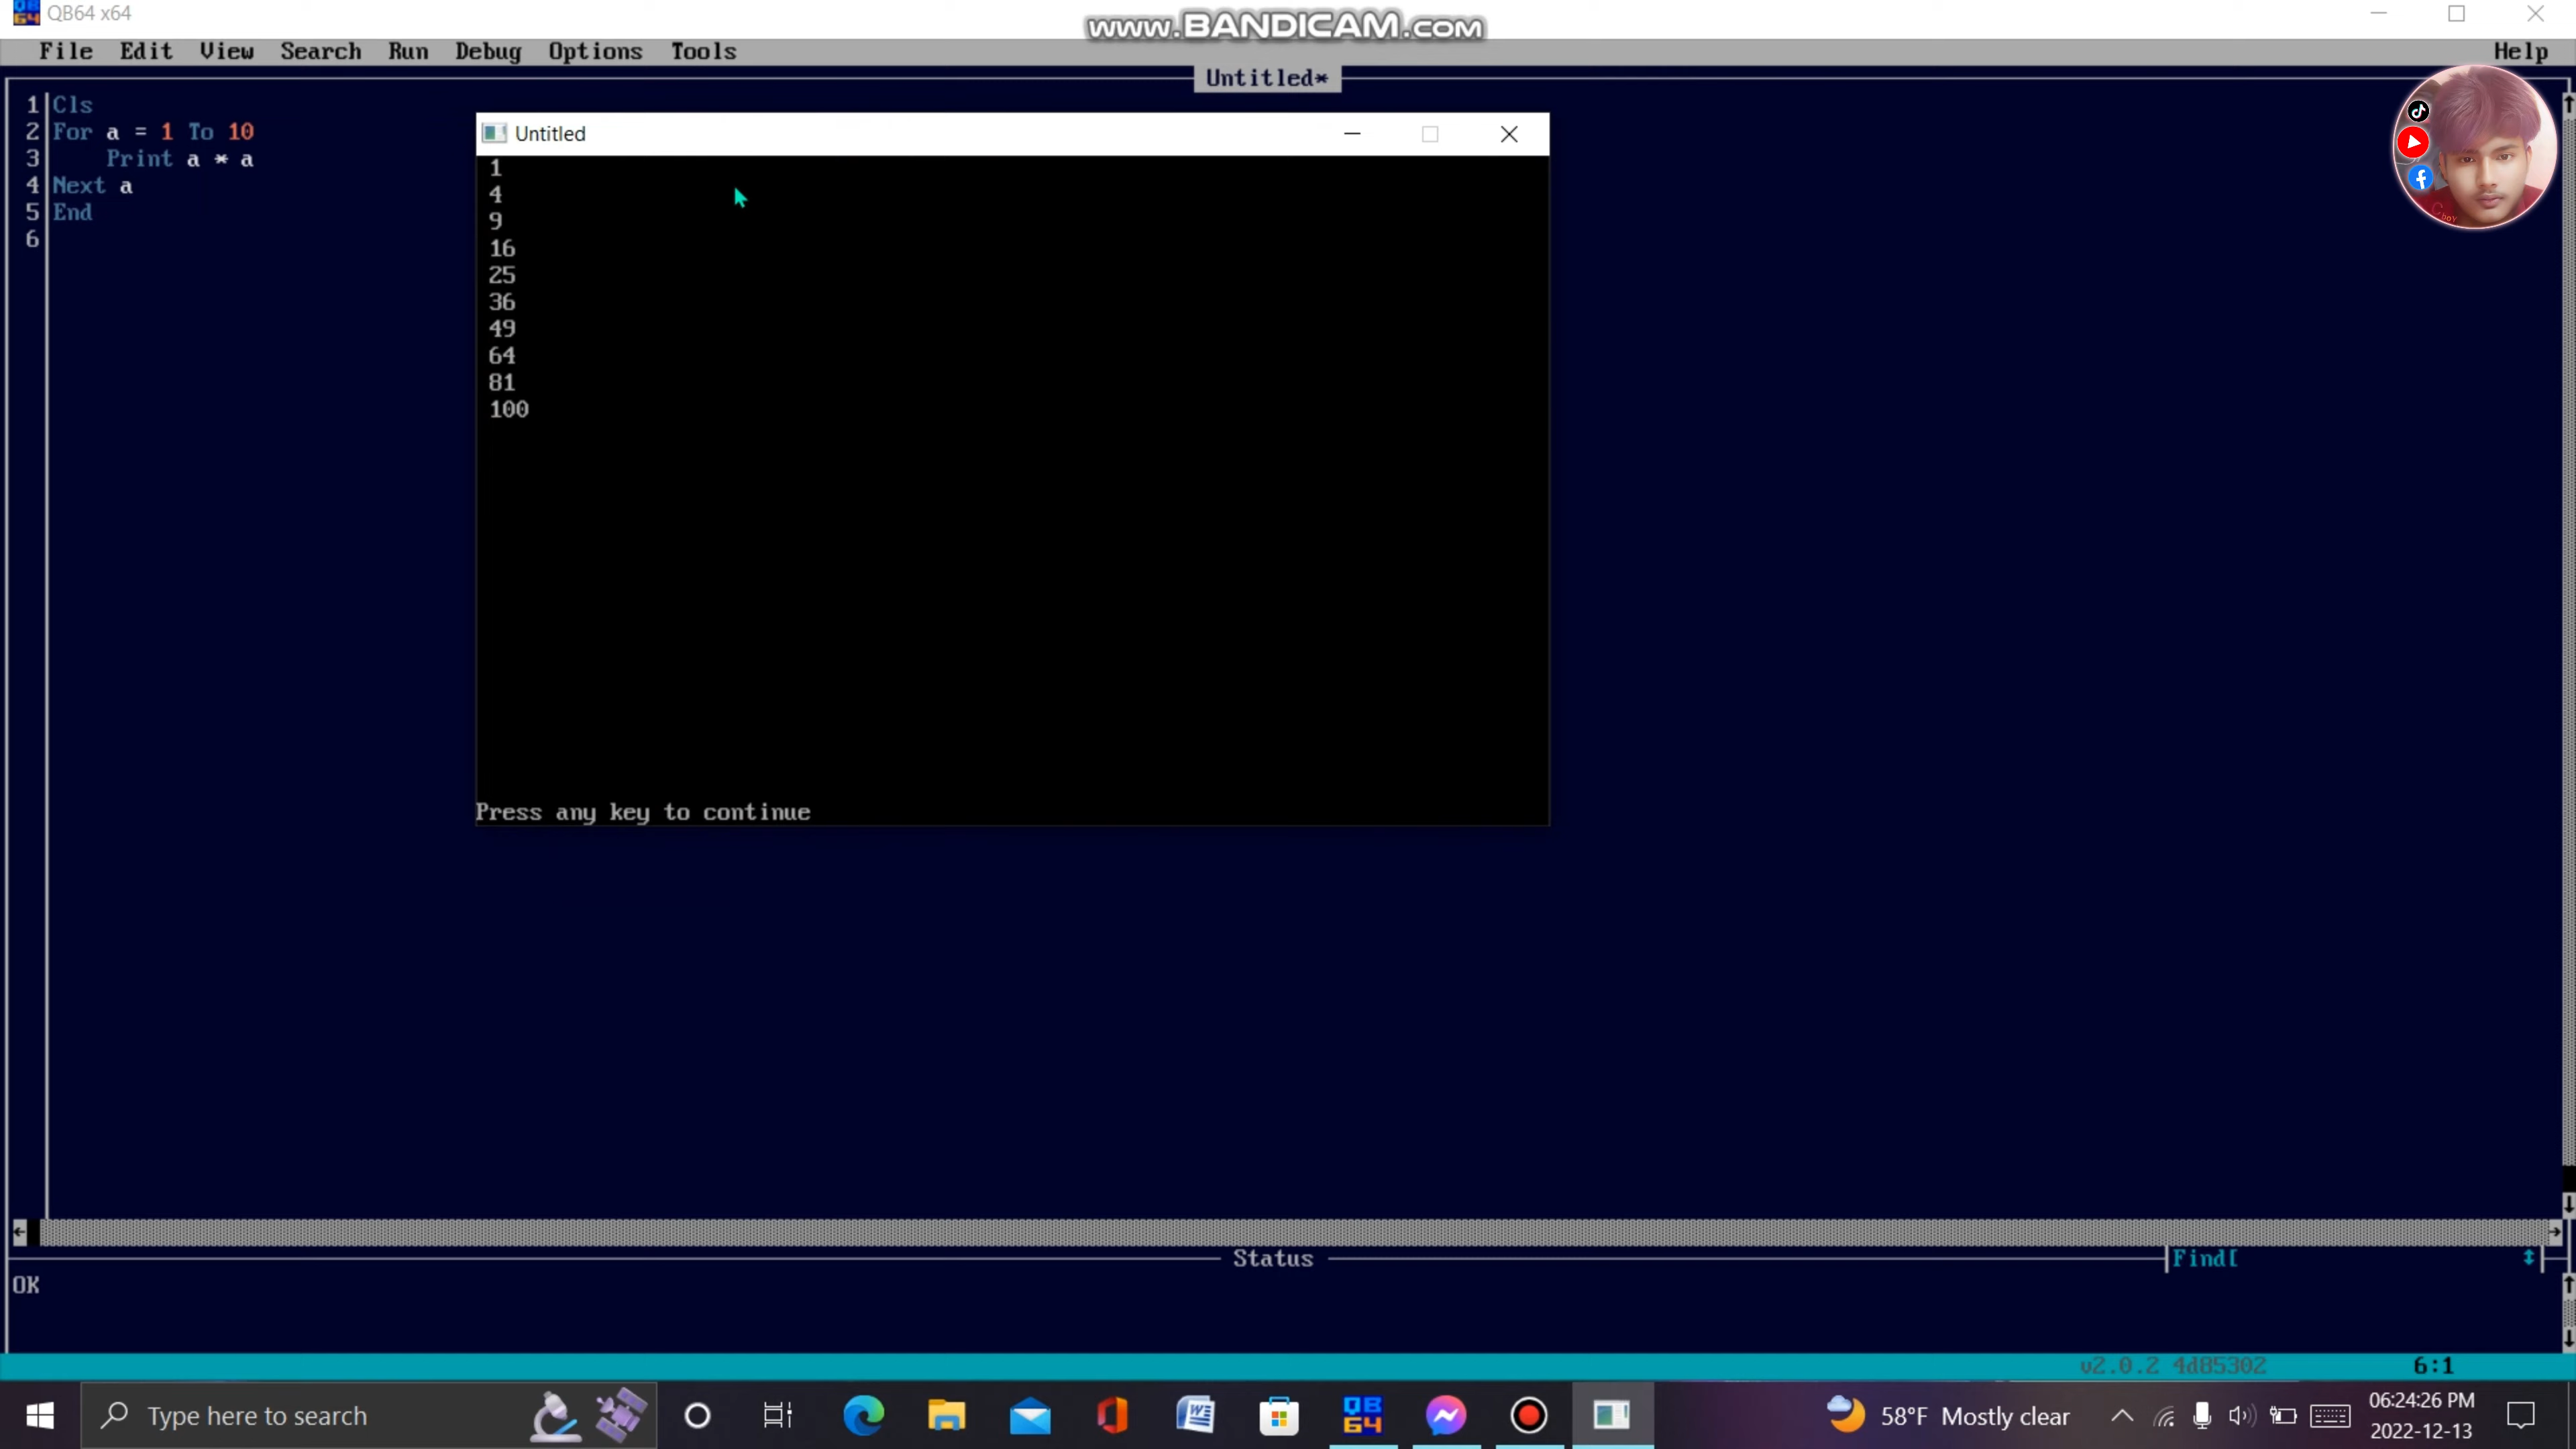 QB64 x64
www.BANDICAM.com
File Edit View Search Run Debug Options Tools Help
Untitled*
1 Cls
2 For a = 1 To 10
3 Print a * a
4 Next a
5 End
6
Untitled
1
4
9
16
25
36
49
64
81
100
Press any key to continue
Status
Find[
OK
v2.0.2 4d85302 6:1
Type here to search
QB
64
58°F Mostly clear
06:24:26 PM
2022-12-13